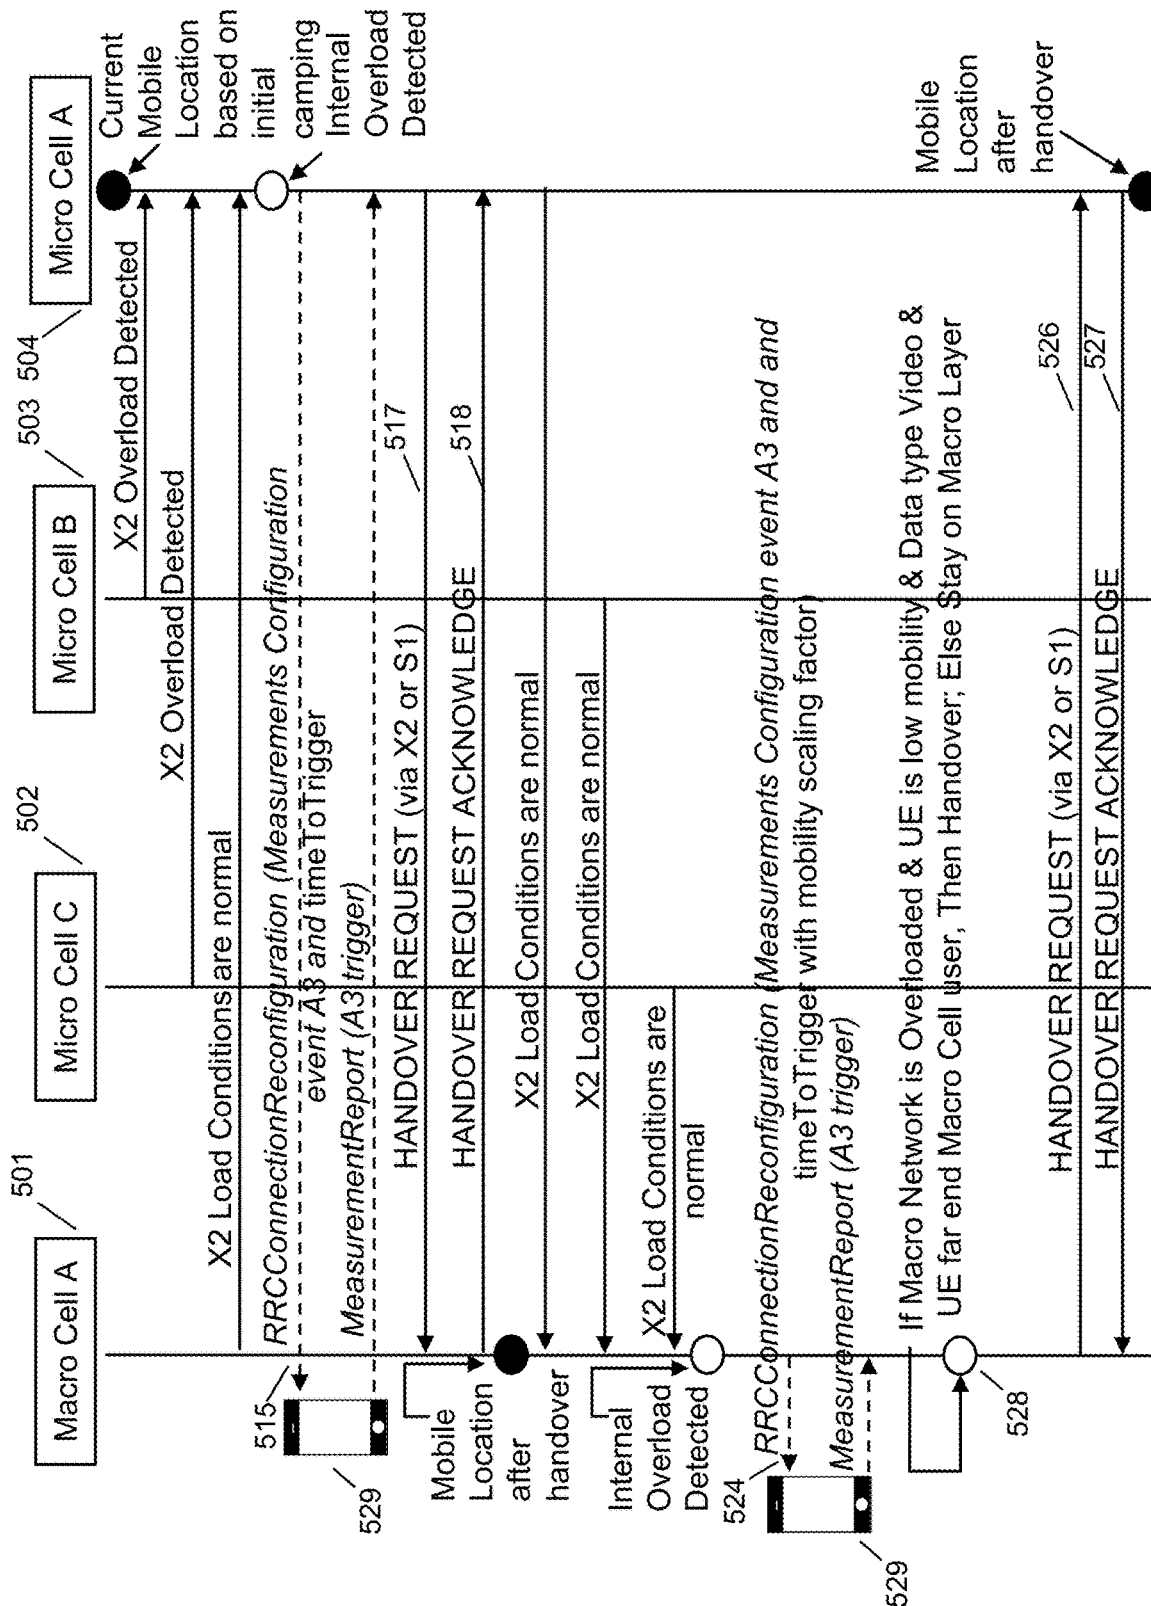 501
502
503
504
Macro Cell A
Micro Cell C
Micro Cell B
Micro Cell A
Current
Mobile
Location
based on
initial
camping
Internal
Overload
Detected
X2 Overload Detected
X2 Overload Detected
X2 Load Conditions are normal
515
RRCConnectionReconfiguration (Measurements Configuration
event A3 and timeToTrigger
MeasurementReport (A3 trigger)
529
HANDOVER REQUEST (via X2 or S1)
517
HANDOVER REQUEST ACKNOWLEDGE
518
Mobile
Location
after
handover
X2 Load Conditions are normal
X2 Load Conditions are normal
X2 Load Conditions are
normal
Internal
Overload
Detected
524
RRCConnectionReconfiguration (Measurements Configuration event A3 and and
timeToTrigger with mobility scaling factor)
MeasurementReport (A3 trigger)
529
If Macro Network is Overloaded & UE is low mobility & Data type Video &
UE far end Macro Cell user, Then Handover; Else Stay on Macro Layer
528
HANDOVER REQUEST (via X2 or S1)
526
HANDOVER REQUEST ACKNOWLEDGE
527
Mobile
Location
after
handover